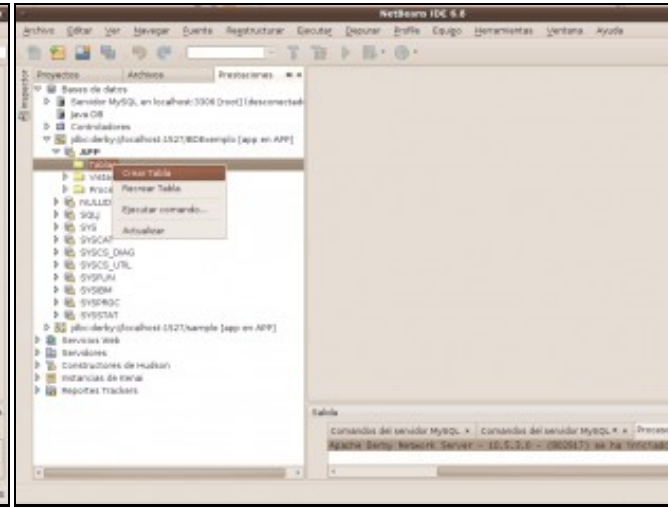 NetBeans IDE 6.8
Archivo Editar Ver Navegar Fuente Reestructurar Ejecutar Depurar Profile Equipo Herramientas Ventana Ayuda
Proyectos Archivos Prestaciones
Bases de datos
Servidor MySQL en localhost:3306 [root] (desconectad
Java DB
Controladores
jdbc:derby://localhost:1527/BDExemplo [app en APP]
APP
Tablas
Crear Tabla
Vistas
Proce
Recrear Tabla
NULLID
SQLJ
Ejecutar comando...
SYS
SYSCAT
Actualizar
SYSCS_DIAG
SYSCS_UTIL
SYSFUN
SYSIBM
SYSPROC
SYSSTAT
jdbc:derby://localhost:1527/sample [app en APP]
Servicios Web
Servidores
Constructores de Hudson
Instancias de Kenai
Reportes Trackers
Salida
Comandos del servidor MySQL Comandos del servidor MySQL Proceso
Apache Derby Network Server - 10.5.3.0 - se ha iniciado